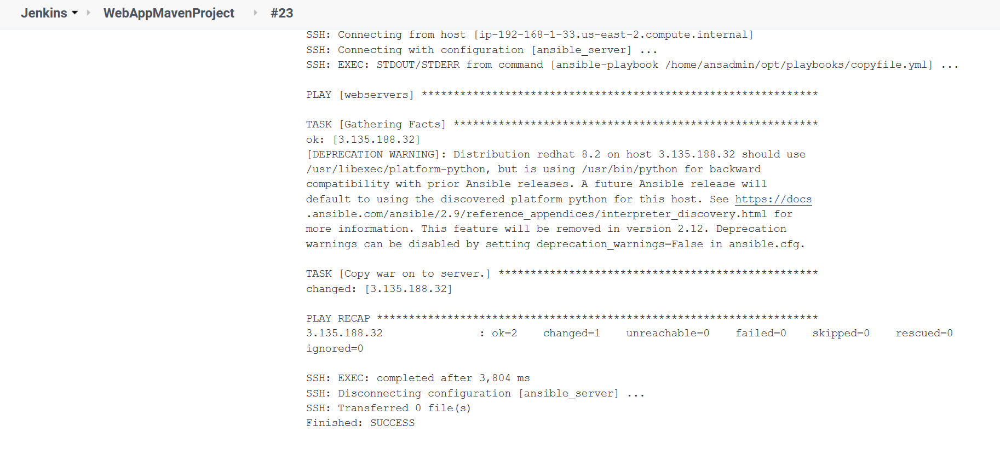 Jenkins WebAppMavenProject #23
SSH: Connecting from host [ip-192-168-1-33.us-east-2.compute.internal]
SSH: Connecting with configuration [ansible_server] ...
SSH: EXEC: STDOUT/STDERR from command [ansible-playbook /home/ansadmin/opt/playbooks/copyfile.yml] ...
PLAY [webservers] **************************************************************
TASK [Gathering Facts] *********************************************************
ok: [3.135.188.32]
[DEPRECATION WARNING]: Distribution redhat 8.2 on host 3.135.188.32 should use
/usr/libexec/platform-python, but is using /usr/bin/python for backward
compatibility with prior Ansible releases. A future Ansible release will
default to using the discovered platform python for this host. See https://docs
.ansible.com/ansible/2.9/reference_appendices/interpreter_discovery.html for
more information. This feature will be removed in version 2.12. Deprecation
warnings can be disabled by setting deprecation_warnings=False in ansible.cfg.
TASK [Copy war on to server.] **************************************************
changed: [3.135.188.32]
PLAY RECAP *********************************************************************
3.135.188.32 : ok=2 changed=1 unreachable=0 failed=0 skipped=0 rescued=0
ignored=0
SSH: EXEC: completed after 3,804 ms
SSH: Disconnecting configuration [ansible_server] ...
SSH: Transferred 0 file(s)
Finished: SUCCESS